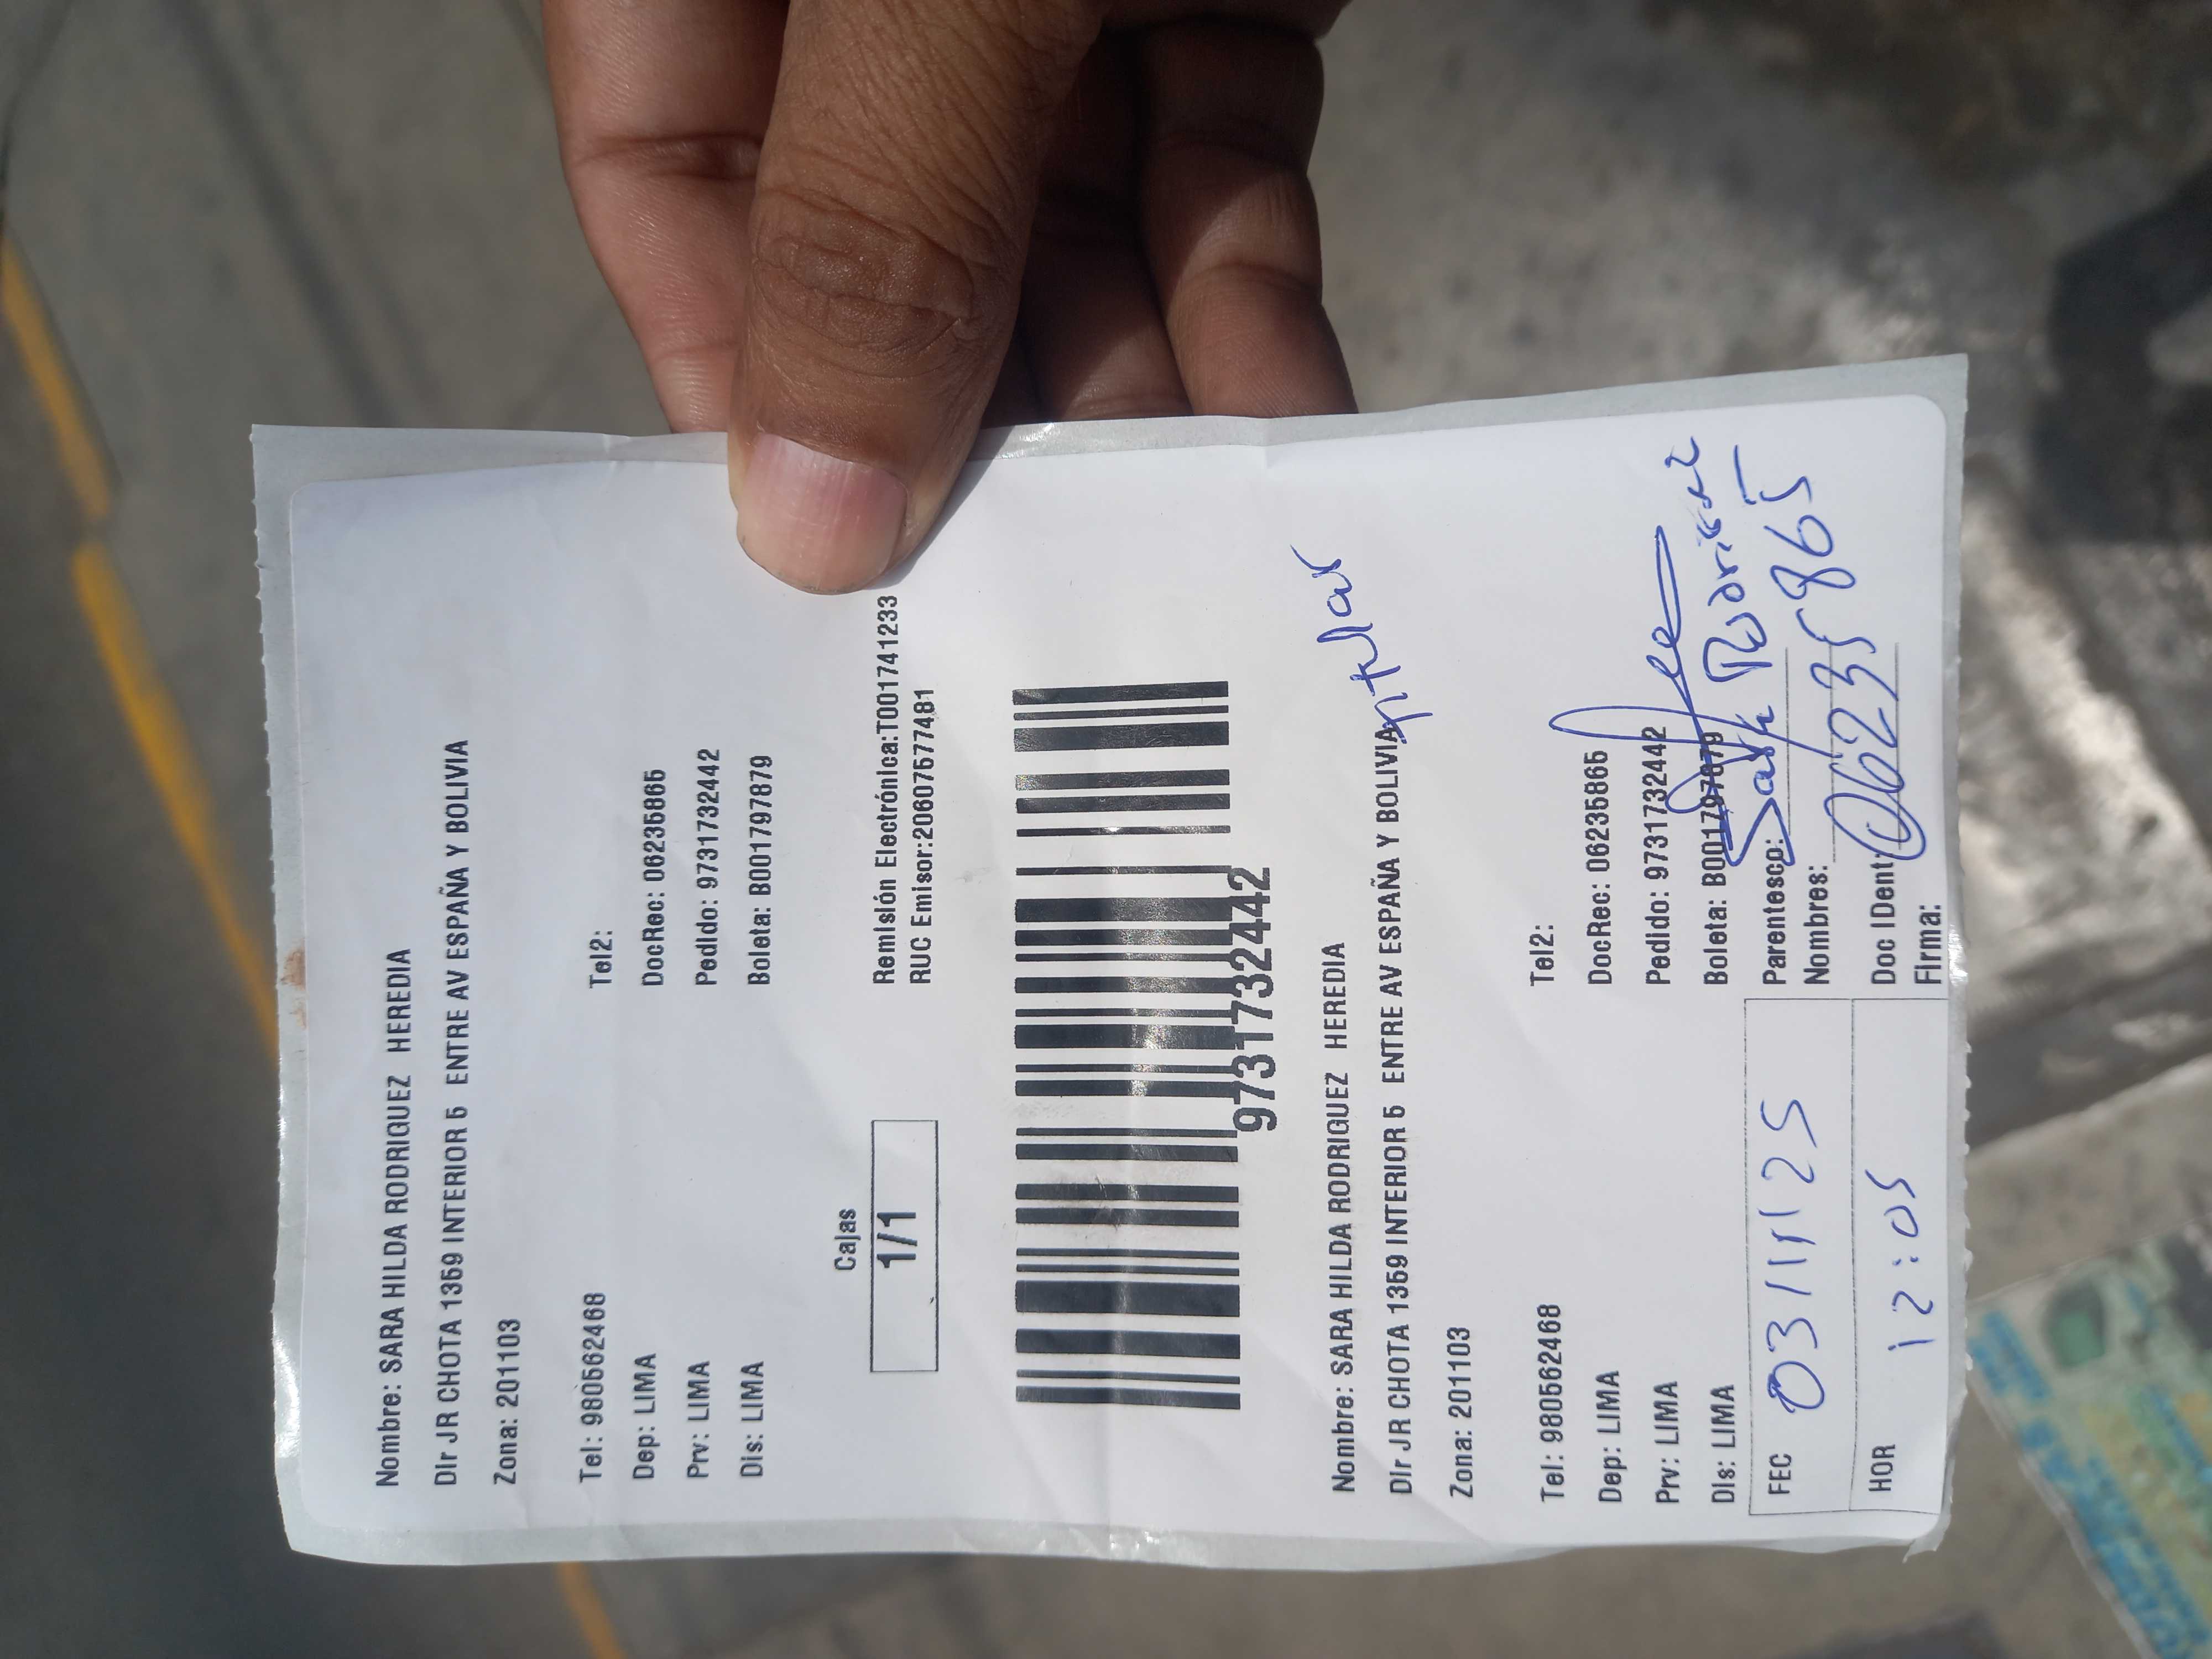 Nombre: SARA HILDA RODRIGUEZ HEREDIA
DIr JR CHOTA 1359 INTERIOR 5 ENTRE AV ESPAÑA Y BOLIVIA
Zona: 201103
Tel: 980562468 Tel2:
Dep: LIMA DocRec: 06235865
Prv: LIMA Pedido: 9731732442
Dis: LIMA Boleta: B001797879
Cajas
1/1
Remisión Electrónica:T001741233
RUC Emisor:20607577481
9731732442
Nombre: SARA HILDA RODRIGUEZ HEREDIA
titular
Dir JR CHOTA 1359 INTERIOR 5 ENTRE AV ESPAÑA Y BOLIVIA
Zona: 201103
Tel: 980562468 Tel2:
Dep: LIMA DocRec: 06235865
Prv: LIMA Pedido: 9731732442
Dis: LIMA Boleta: B001797879
FEC 03/11/25
Parentesco:
Nombres: Sara Rodriguez
HOR 12:05
Doc IDent: 06235865
Firma: